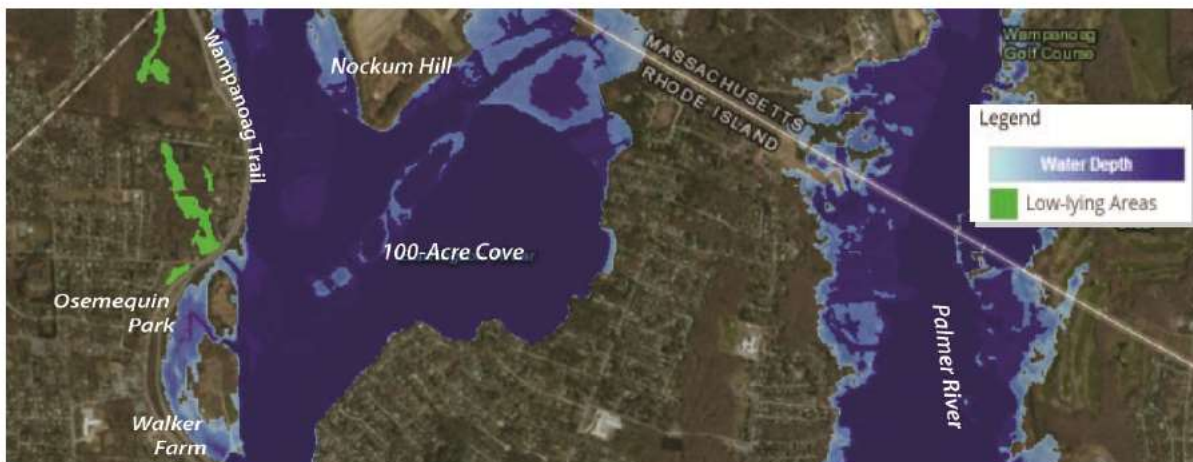 Wampanoag
Golf Course
Nockum Hill
Wampanoag Trail
MASSACHUSETTS
RHODE ISLAND
Legend
Water Depth
Low-lying Areas
100-Acre Cove
Osemequin
Park
Palmer River
Walker
Farm